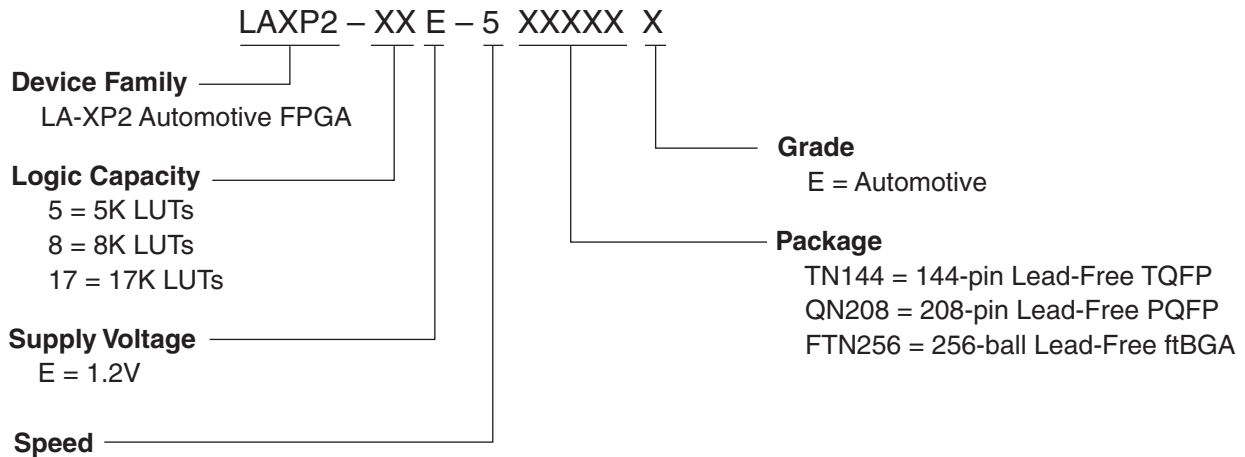 LAXP2 – XX E – 5 XXXXX X
Device Family
LA-XP2 Automotive FPGA
Logic Capacity
5 = 5K LUTs
8 = 8K LUTs
17 = 17K LUTs
Supply Voltage
E = 1.2V
Speed
Grade
E = Automotive
Package
TN144 = 144-pin Lead-Free TQFP
QN208 = 208-pin Lead-Free PQFP
FTN256 = 256-ball Lead-Free ftBGA